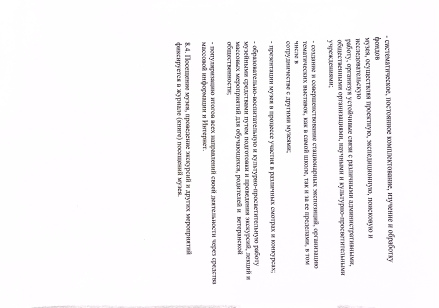 - систематическое, постоянное комплектование, изучение и обработку
фондов
музея, осуществляя проектную, экспедиционную, поисковую и
исследовательскую
работу, организуя устойчивые связи с различными административными,
общественными организациями, научными и культурно-просветительными
учреждениями;
- создание и совершенствование стационарных экспозиций, организацию
тематических выставок, как в самой школе, так и за ее пределами, в том
числе в
сотрудничестве с другими музеями;
- презентации музея в процессе участия в различных смотрах и конкурсах;
- образовательно-воспитательную и культурно-просветительную работу
музейными средствами путем подготовки и проведения экскурсий, лекций и
массовых мероприятий для обучающихся, родителей и ветеранской
общественности;
- популяризацию итогов всех направлений своей деятельности через средства
массовой информации и Интернет.
8.4. Посещение музея, проведение экскурсий и других мероприятий
фиксируется в журнале (книге) посещений музея.